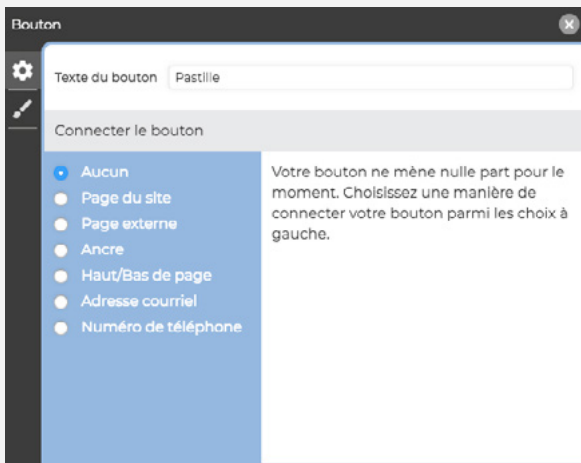 Bouton
Texte du bouton Pastille
Connecter le bouton
Aucun
Page du site
Page externe
Ancre
Haut/Bas de page
Adresse courriel
Numéro de téléphone
Votre bouton ne mène nulle part pour le
moment. Choisissez une manière de
connecter votre bouton parmi les choix à
gauche.